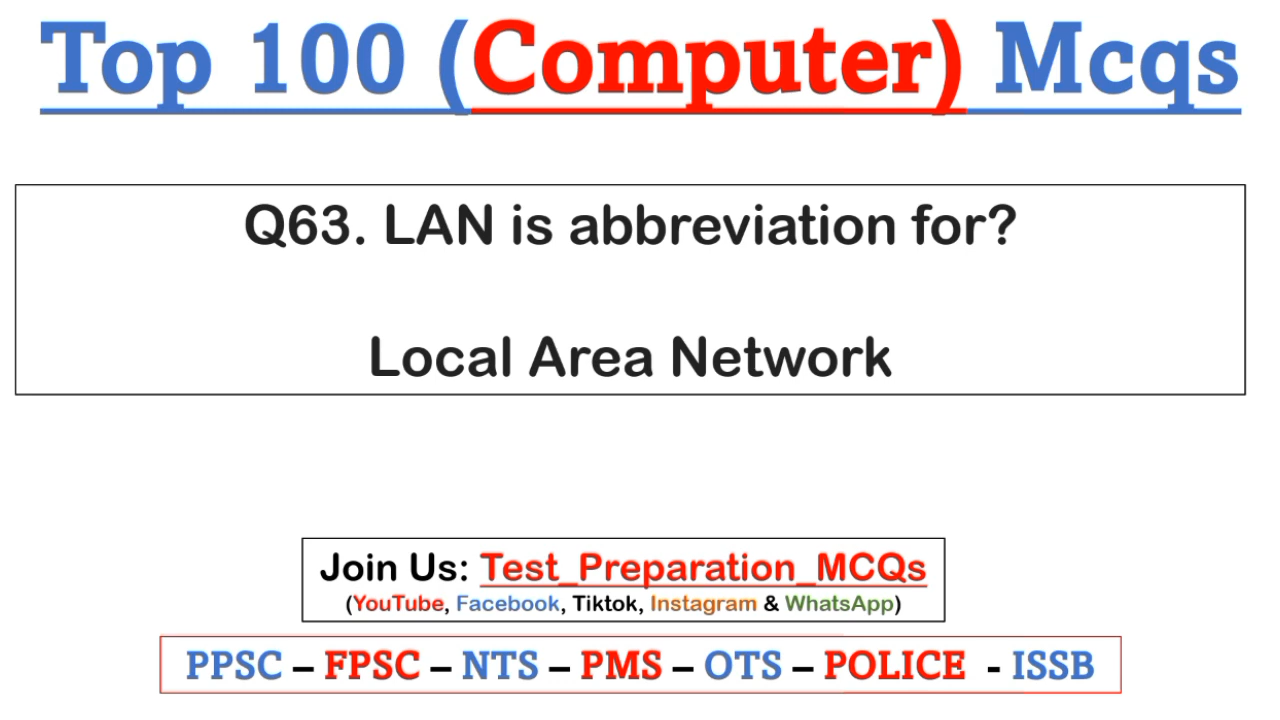 Top 100 (Computer) Mcqs
Q63. LAN is abbreviation for?
Local Area Network
Join Us: Test_Preparation_MCQs
(YouTube, Facebook, Tiktok, Instagram & WhatsApp)
PPSC – FPSC – NTS – PMS – OTS – POLICE - ISSB